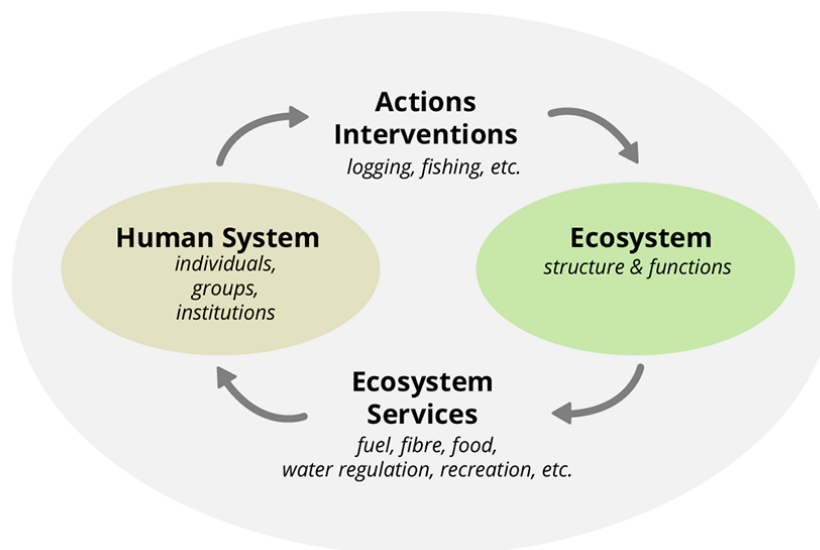 Actions
Interventions
logging, fishing, etc.
Human System
individuals,
groups,
institutions
Ecosystem
structure & functions
Ecosystem
Services
fuel, fibre, food,
water regulation, recreation, etc.